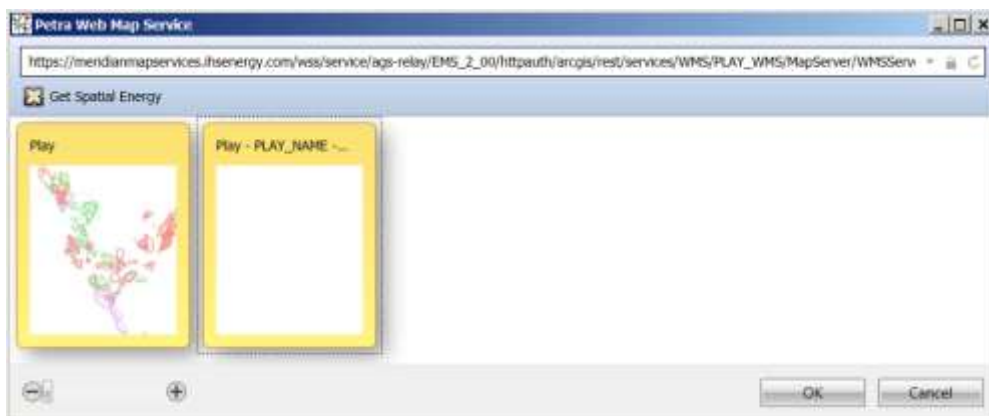 Petra Web Map Service
https://meridianmapservices.ihsenergy.com/wss/service/ags-relay/EMS_2_00/httpauth/arcgis/rest/services/WMS/PLAY_WMS/MapServer/WMSServ
Get Spatial Energy
Play
Play - PLAY_NAME -...
OK
Cancel